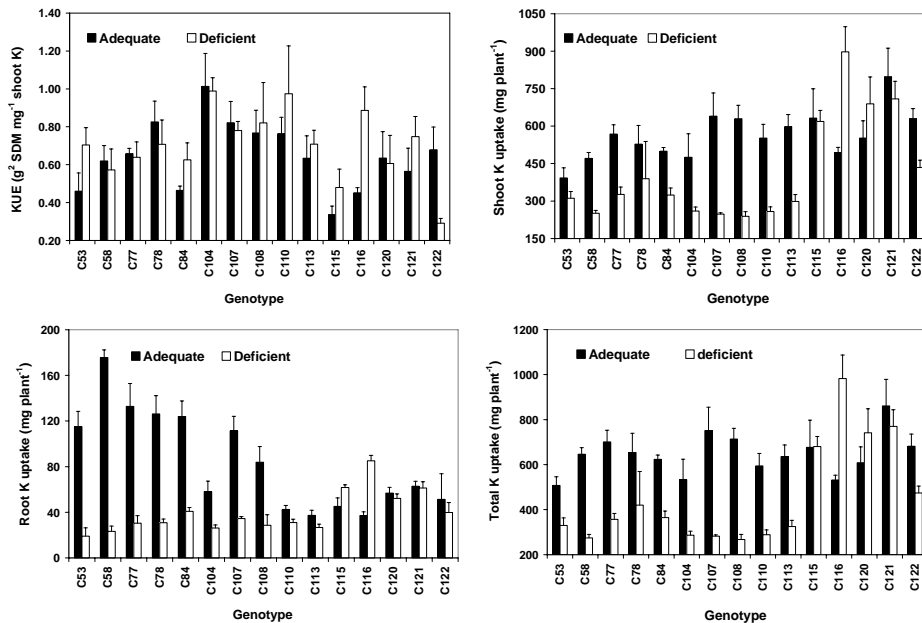 Adequate Deficient
KUE (g² SDM mg⁻¹ shoot K)
1.40
1.20
1.00
0.80
0.60
0.40
0.20
C53 C58 C77 C78 C84 C104 C107 C108 C110 C113 C115 C116 C120 C121 C122
Genotype
Adequate Deficient
Shoot K uptake (mg plant⁻¹)
1050
900
750
600
450
300
150
C53 C58 C77 C78 C84 C104 C107 C108 C110 C113 C115 C116 C120 C121 C122
Genotype
Adequate Deficient
Root K uptake (mg plant⁻¹)
200
160
120
80
40
0
C53 C58 C77 C78 C84 C104 C107 C108 C110 C113 C115 C116 C120 C121 C122
Genotype
Adequate deficient
Total K uptake (mg plant⁻¹)
1200
1000
800
600
400
200
C53 C58 C77 C78 C84 C104 C107 C108 C110 C113 C115 C116 C120 C121 C122
Genotype